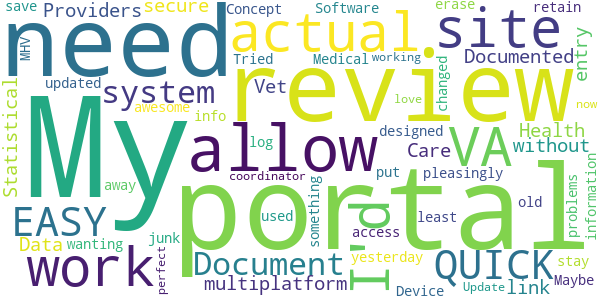 save
Providers
secure
Concept
Software
erase
retain
MHV
need
actual
site
updated
Tried
Medical
working
Documented
entry
Statistical
My
system
awesome
info
Vet
review
love
changed
designed
now
away
log
allow
Care
VA
Health
without
coordinator
put
pleasingly
EASY
used
something
portal
I'd
least
old
problems
information
Data
wanting
junk
access
QUICK
work
perfect
Document
yesterday
stay
Maybe
multiplatform
Device
Update
link